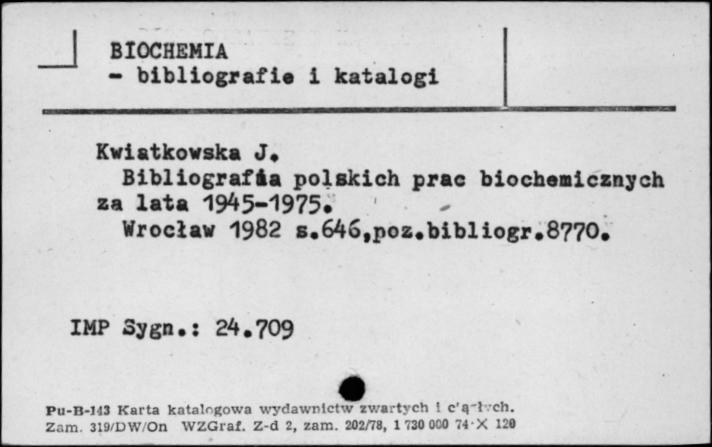 BIOCHEMIA
- bibliografie i katalogi
Kwiatkowska J.
Bibliografia polskich prac biochemicznych
za lata 1945-1975.
Wrocław 1982 s.646,poz.bibliogr.8770.
IMP Sygn.: 24.709
Pu-B-143 Karta katalogowa wydawnictw zwartych i
Zam. 319/DW/On WZGraf. Z-d 2, zam. 202/78, 1 730 000 74·X 120